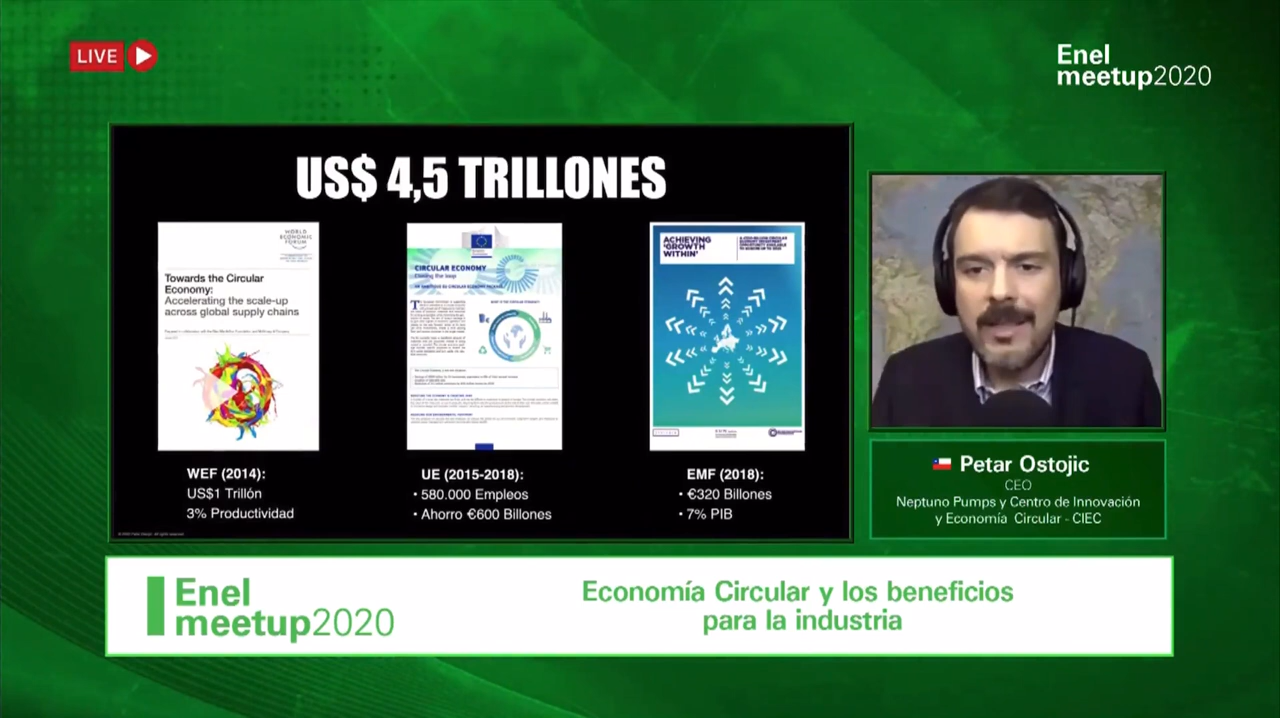 LIVE
Enel
meetup2020
US$ 4,5 TRILLONES
WORLD
ECONOMIC
FORUM
Towards the Circular
Economy:
Accelerating the scale-up
across global supply chains
CIRCULAR ECONOMY
Closing the loop
ACHIEVING
'GROWTH
WITHIN'
WEF (2014):
US$1 Trillón
3% Productividad
UE (2015-2018):
• 580.000 Empleos
• Ahorro €600 Billones
EMF (2018):
• €320 Billones
• 7% PIB
Petar Ostojic
CEO
Neptuno Pumps y Centro de Innovación
y Economía Circular - CIEC
Enel
meetup2020
Economía Circular y los beneficios
para la industria